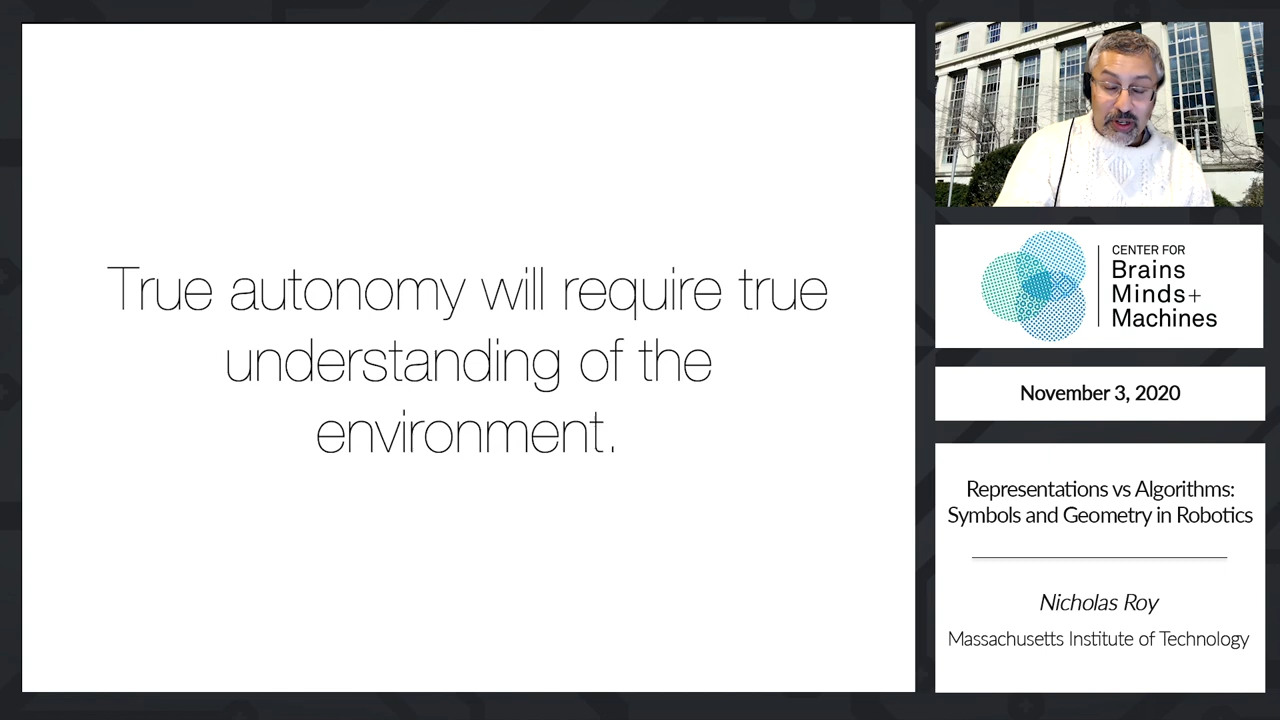 True autonomy will require true
understanding of the
environment.
CENTER FOR
Brains
Minds+
Machines
November 3, 2020
Representations vs Algorithms:
Symbols and Geometry in Robotics
Nicholas Roy
Massachusetts Institute of Technology